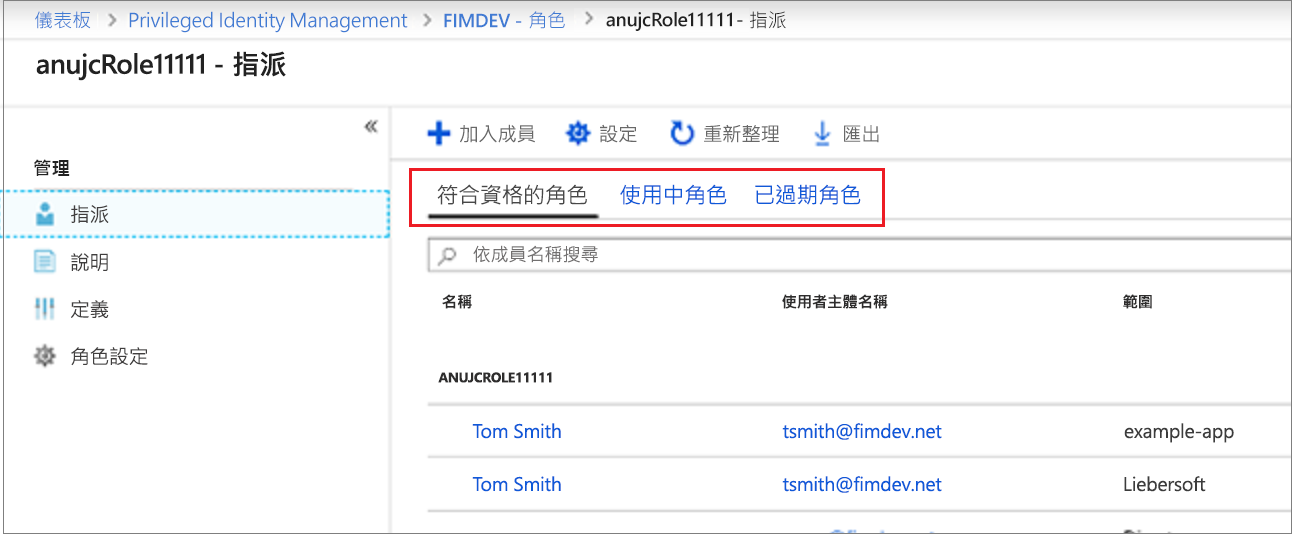 儀表板 > Privileged Identity Management > FIMDEV - 角色 > anujcRole11111- 指派
anujcRole11111 - 指派
«
管理
指派
說明
定義
角色設定
加入成員 設定 重新整理 匯出
符合資格的角色 使用中角色 已過期角色
依成員名稱搜尋
名稱 使用者主體名稱 範圍
ANUJCROLE11111
Tom Smith tsmith@fimdev.net example-app
Tom Smith tsmith@fimdev.net Liebersoft